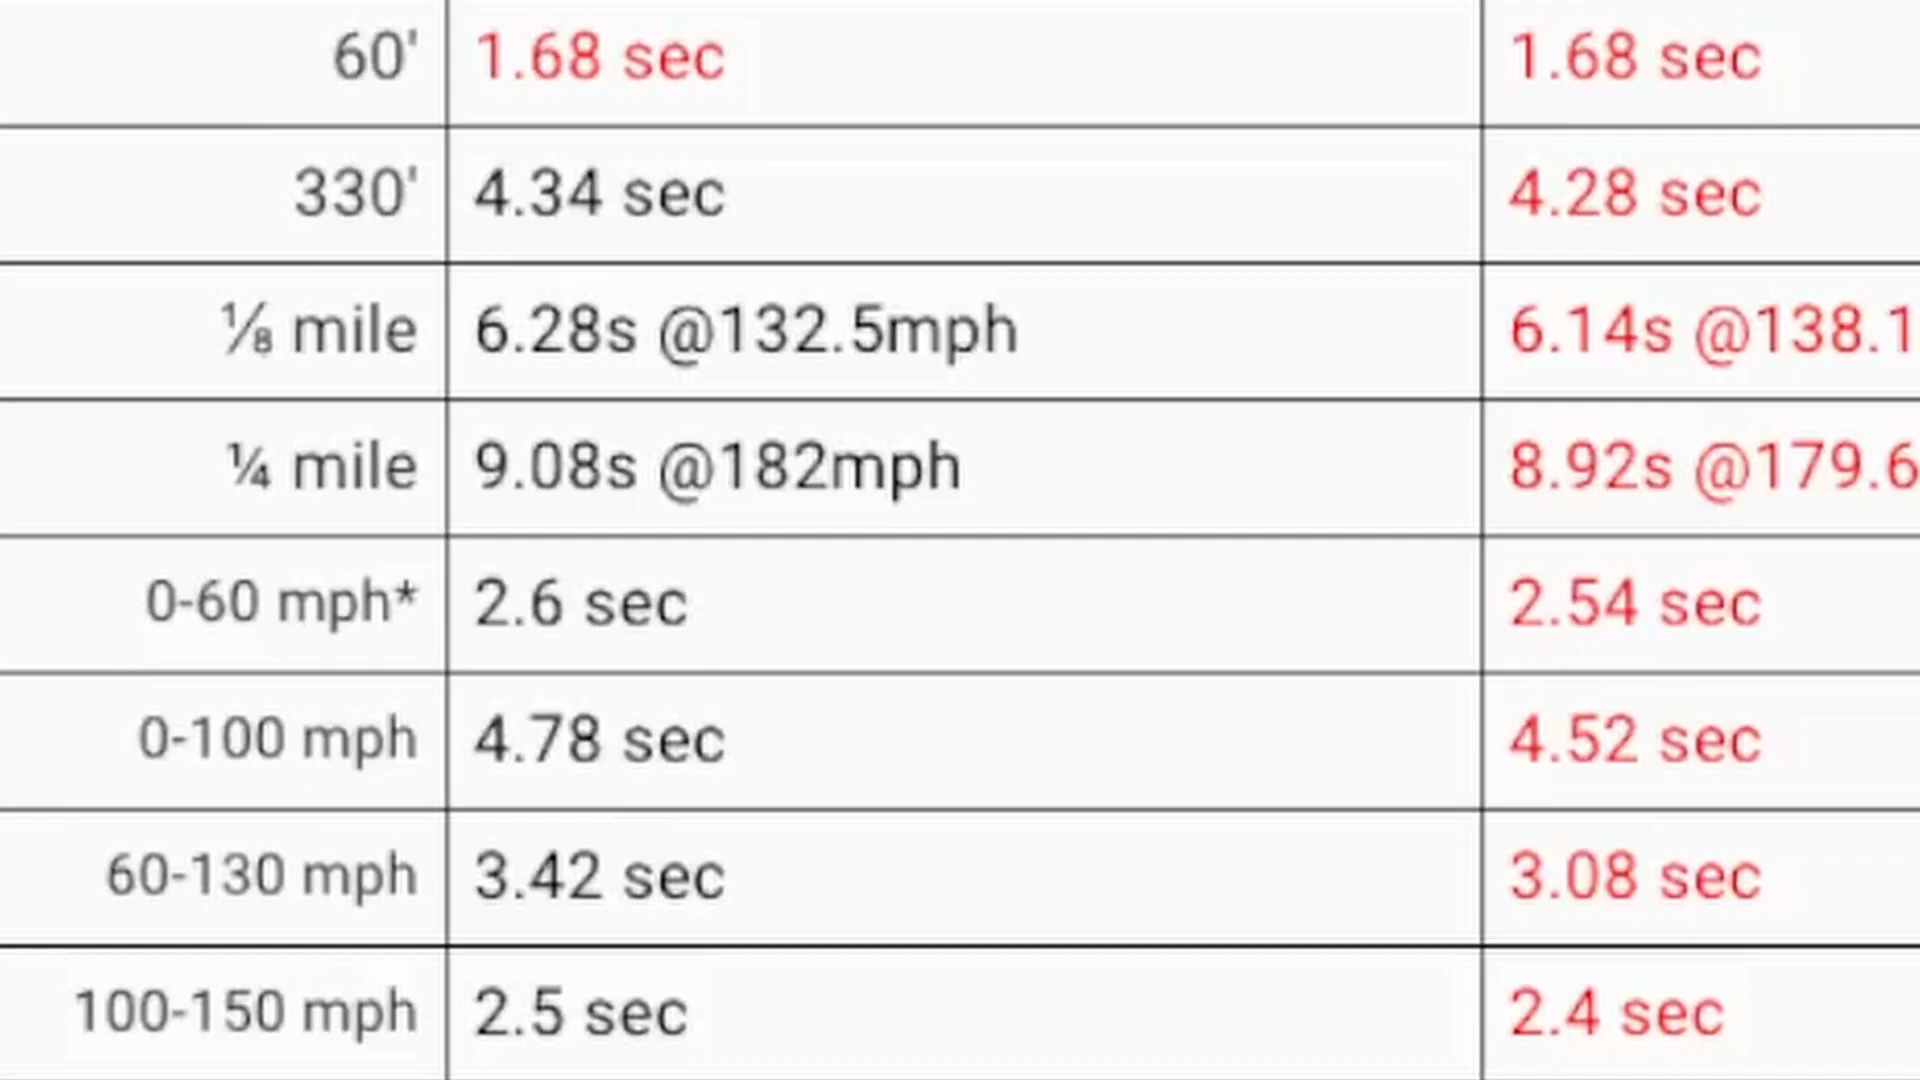 60' 1.68 sec 1.68 sec
330' 4.34 sec 4.28 sec
⅛ mile 6.28s @132.5mph 6.14s @138.1
¼ mile 9.08s @182mph 8.92s @179.6
0-60 mph* 2.6 sec 2.54 sec
0-100 mph 4.78 sec 4.52 sec
60-130 mph 3.42 sec 3.08 sec
100-150 mph 2.5 sec 2.4 sec